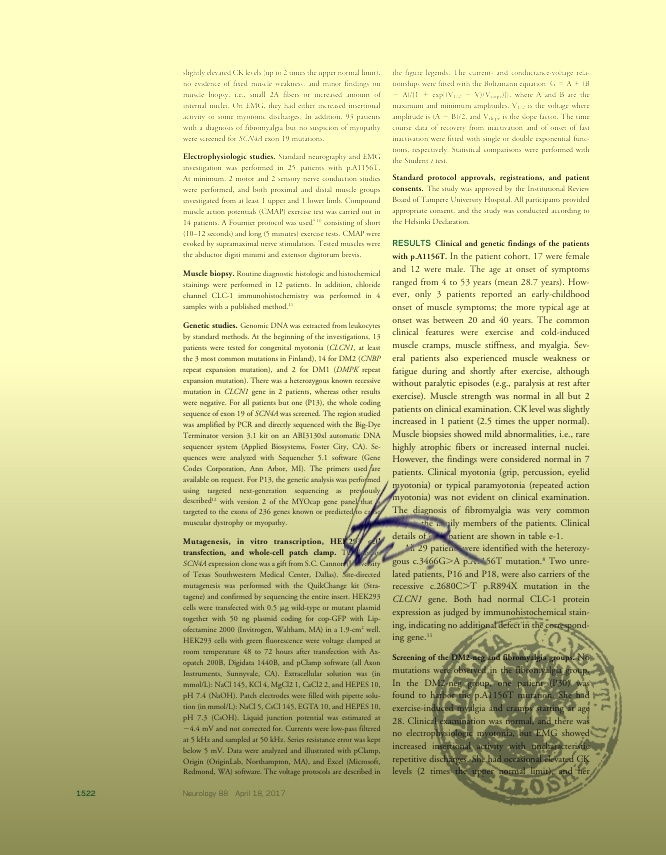 slightly elevated CK levels (up to 2 times the upper normal limit),
no evidence of fixed muscle weakness, and minor findings on
muscle biopsy, i.e., small 2A fibers or increased amount of
internal nuclei. On EMG, they had either increased insertional
activity or some myotonic discharges. In addition, 93 patients
with a diagnosis of fibromyalgia but no suspicion of myopathy
were screened for SCN4A exon 19 mutations.
Electrophysiologic studies. Standard neurography and EMG
investigation was performed in 25 patients with p.A1156T.
At minimum, 2 motor and 2 sensory nerve conduction studies
were performed, and both proximal and distal muscle groups
investigated from at least 1 upper and 1 lower limb. Compound
muscle action potentials (CMAP) exercise test was carried out in
14 patients. A Fournier protocol was used consisting of short
(10–12 seconds) and long (5 minutes) exercise tests. CMAP were
evoked by supramaximal nerve stimulation. Tested muscles were
the abductor digiti minimi and extensor digitorum brevis.
Muscle biopsy. Routine diagnostic histologic and histochemical
stainings were performed in 12 patients. In addition, chloride
channel CLC-1 immunohistochemistry was performed in 4
samples with a published method.¹¹
Genetic studies. Genomic DNA was extracted from leukocytes
by standard methods. At the beginning of the investigations, 13
patients were tested for congenital myotonia (CLCN1, at least
the 3 most common mutations in Finland), 14 for DM2 (CNBP
repeat expansion mutation), and 2 for DM1 (DMPK repeat
expansion mutation). There was a heterozygous known recessive
mutation in CLCN1 gene in 2 patients, whereas other results
were negative. For all patients but one (P13), the whole coding
sequence of exon 19 of SCN4A was screened. The region studied
was amplified by PCR and directly sequenced with the Big-Dye
Terminator version 3.1 kit on an ABI3130xl automatic DNA
sequencer system (Applied Biosystems, Foster City, CA). Se-
quences were analyzed with Sequencher 5.1 software (Gene
Codes Corporation, Ann Arbor, MI). The primers used are
available on request. For P13, the genetic analysis was performed
using targeted next-generation sequencing as previously
described¹² with version 2 of the MYOcap gene panel that
targeted to the exons of 236 genes known or predicted to cause
muscular dystrophy or myopathy.
Mutagenesis, in vitro transcription, HEK293 cell
transfection, and whole-cell patch clamp. The
SCN4A expression clone was a gift from S.C. Cannon, University
of Texas Southwestern Medical Center, Dallas). Site-directed
mutagenesis was performed with the QuikChange kit (Stra-
tagene) and confirmed by sequencing the entire insert. HEK293
cells were transfected with 0.5 μg wild-type or mutant plasmid
together with 50 ng plasmid coding for cop-GFP with Lip-
ofectamine 2000 (Invitrogen, Waltham, MA) in a 1.9-cm² well.
HEK293 cells with green fluorescence were voltage clamped at
room temperature 48 to 72 hours after transfection with Ax-
opatch 200B, Digidata 1440B, and pClamp software (all Axon
Instruments, Sunnyvale, CA). Extracellular solution was (in
mmol/L): NaCl 145, KCl 4, MgCl2 1, CaCl2 2, and HEPES 10,
pH 7.4 (NaOH). Patch electrodes were filled with pipette solu-
tion (in mmol/L): NaCl 5, CsCl 145, EGTA 10, and HEPES 10,
pH 7.3 (CsOH). Liquid junction potential was estimated at
−4.4 mV and not corrected for. Currents were low-pass filtered
at 5 kHz and sampled at 50 kHz. Series resistance error was kept
below 5 mV. Data were analyzed and illustrated with pClamp,
Origin (OriginLab, Northampton, MA), and Excel (Microsoft,
Redmond, WA) software. The voltage protocols are described in
the figure legends. The current- and conductance-voltage rela-
tionships were fitted with the Boltzmann equation: G = A + (B
− A)/(1 + exp[(V1/2 − V)/Vslope]), where A and B are the
maximum and minimum amplitudes, V1/2 is the voltage where
amplitude is (A − B)/2, and Vslope is the slope factor. The time
course data of recovery from inactivation and of onset of fast
inactivation were fitted with single or double exponential func-
tions, respectively. Statistical comparisons were performed with
the Student t test.
Standard protocol approvals, registrations, and patient
consents. The study was approved by the Institutional Review
Board of Tampere University Hospital. All participants provided
appropriate consent, and the study was conducted according to
the Helsinki Declaration.
RESULTS Clinical and genetic findings of the patients
with p.A1156T. In the patient cohort, 17 were female
and 12 were male. The age at onset of symptoms
ranged from 4 to 53 years (mean 28.7 years). How-
ever, only 3 patients reported an early-childhood
onset of muscle symptoms; the more typical age at
onset was between 20 and 40 years. The common
clinical features were exercise and cold-induced
muscle cramps, muscle stiffness, and myalgia. Sev-
eral patients also experienced muscle weakness or
fatigue during and shortly after exercise, although
without paralytic episodes (e.g., paralysis at rest after
exercise). Muscle strength was normal in all but 2
patients on clinical examination. CK level was slightly
increased in 1 patient (2.5 times the upper normal).
Muscle biopsies showed mild abnormalities, i.e., rare
highly atrophic fibers or increased internal nuclei.
However, the findings were considered normal in 7
patients. Clinical myotonia (grip, percussion, eyelid
myotonia) or typical paramyotonia (repeated action
myotonia) was not evident on clinical examination.
The diagnosis of fibromyalgia was very common
the family members of the patients. Clinical
details of patient are shown in table e-1.
29 patients were identified with the heterozy-
gous c.3466G>A p.A1156T mutation.⁸ Two unre-
lated patients, P16 and P18, were also carriers of the
recessive c.2680C>T p.R894X mutation in the
CLCN1 gene. Both had normal CLC-1 protein
expression as judged by immunohistochemical stain-
ing, indicating no additional defect in the correspond-
ing gene.¹³
Screening of the DM2-neg and fibromyalgia groups. No
mutations were observed in the fibromyalgia group.
In the DM2-neg group, one patient (P30) was
found to harbor the p.A1156T mutation. She had
exercise-induced myalgia and cramps starting at age
28. Clinical examination was normal, and there was
no electrophysiologic myotonia, but EMG showed
increased insertional activity with uncharacteristic
repetitive discharges. She had occasional elevated CK
levels (2 times the upper normal limit), and her
1522 Neurology 88 April 18, 2017